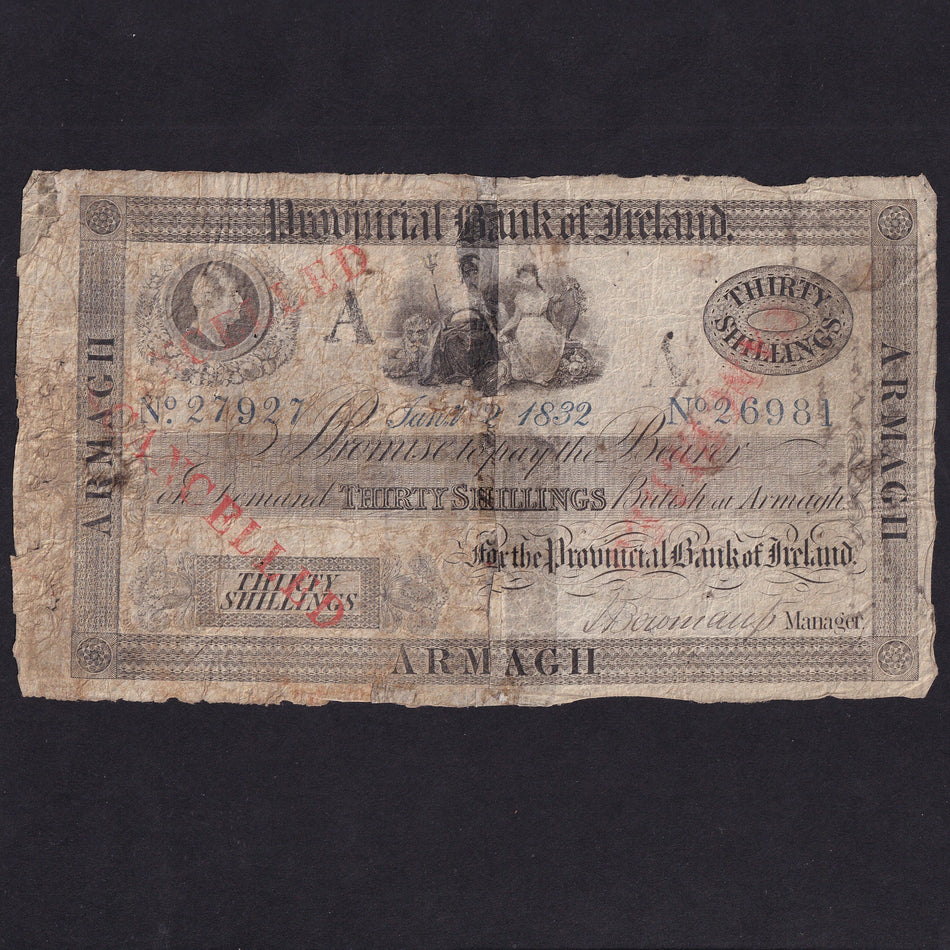 Provincial Bank of Ireland.
CANCELLED
A
THIRTY
SHILLINGS
No. 27927 Jany. 2 1832 No 26981
I Promise to pay the Bearer
on Demand THIRTY SHILLINGS British at Armagh
For the Provincial Bank of Ireland.
THIRTY
SHILLINGS
CANCELLED
Manager
ARMAGH
ARMAGH
ARMAGH